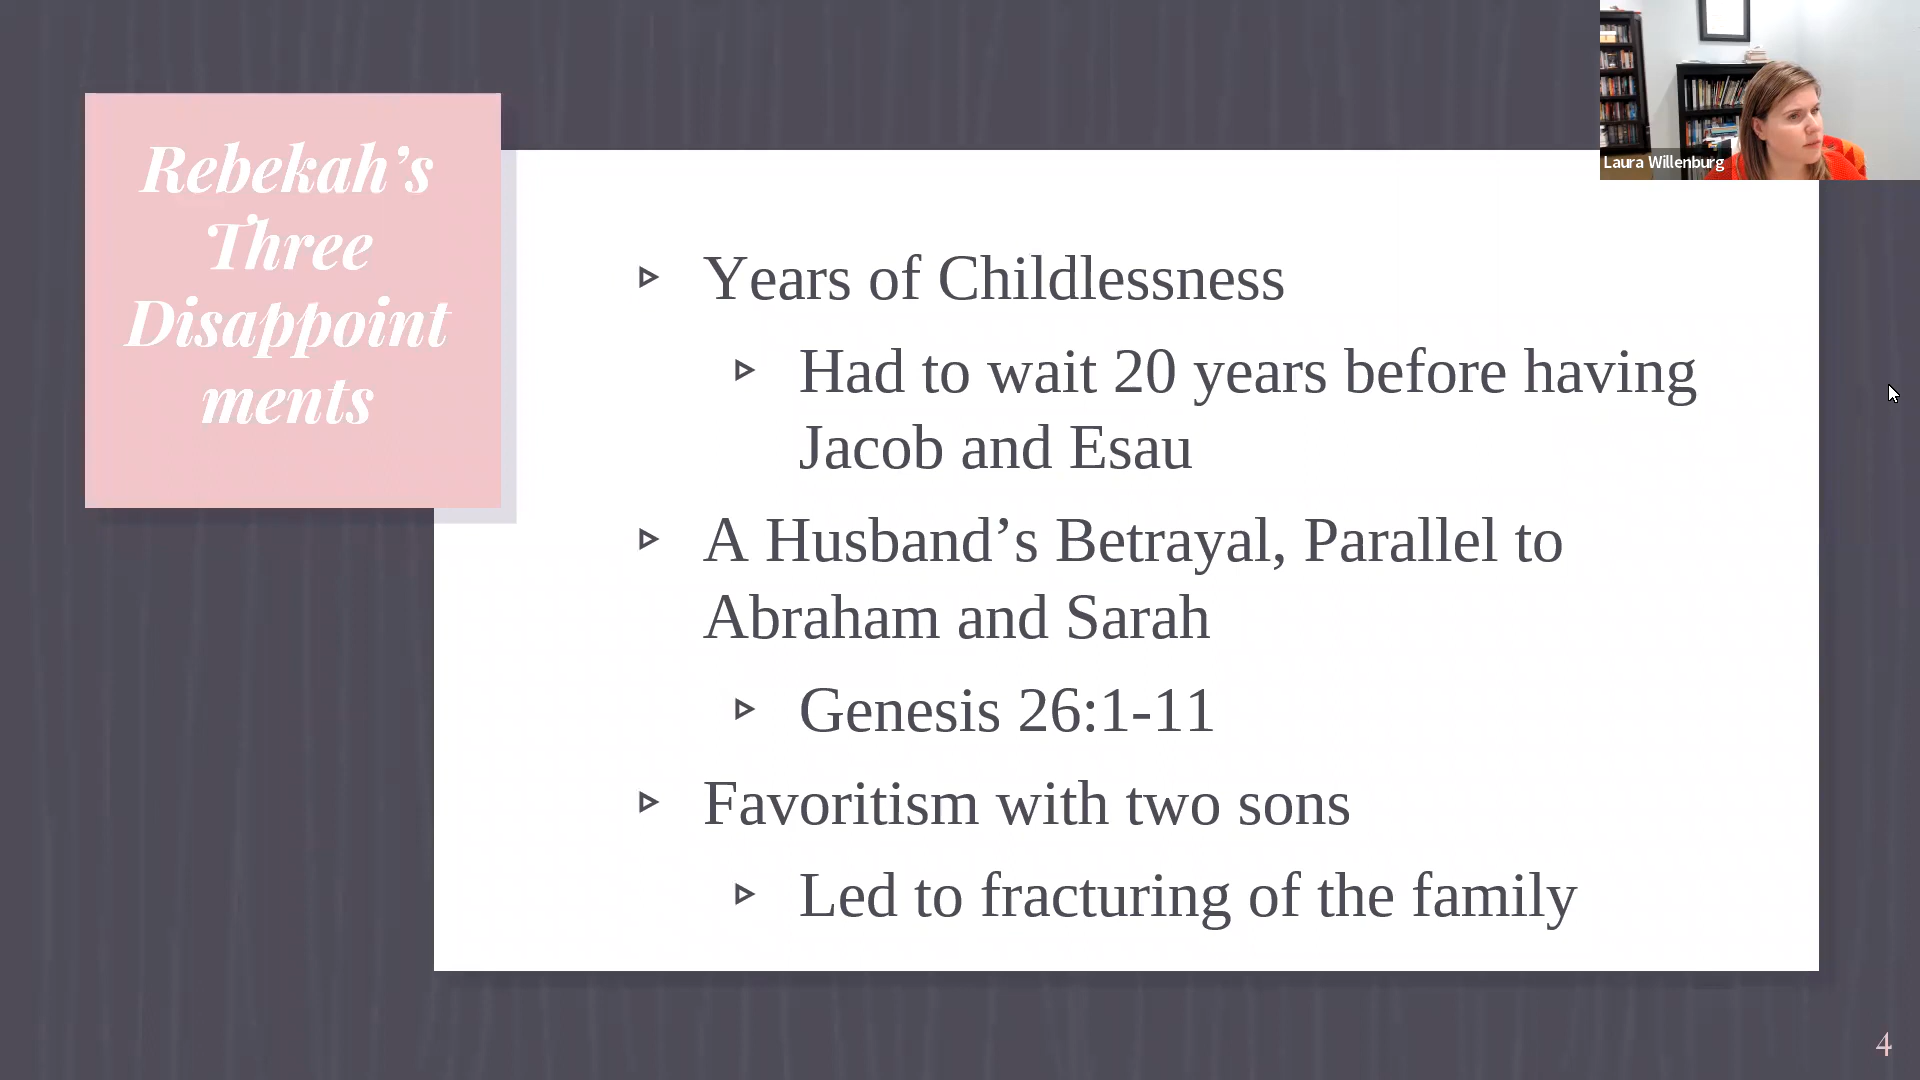 Rebekah’s
Three
Disappoint
ments
Laura Willenburg
Years of Childlessness
Had to wait 20 years before having
Jacob and Esau
A Husband’s Betrayal, Parallel to
Abraham and Sarah
Genesis 26:1-11
Favoritism with two sons
Led to fracturing of the family
4